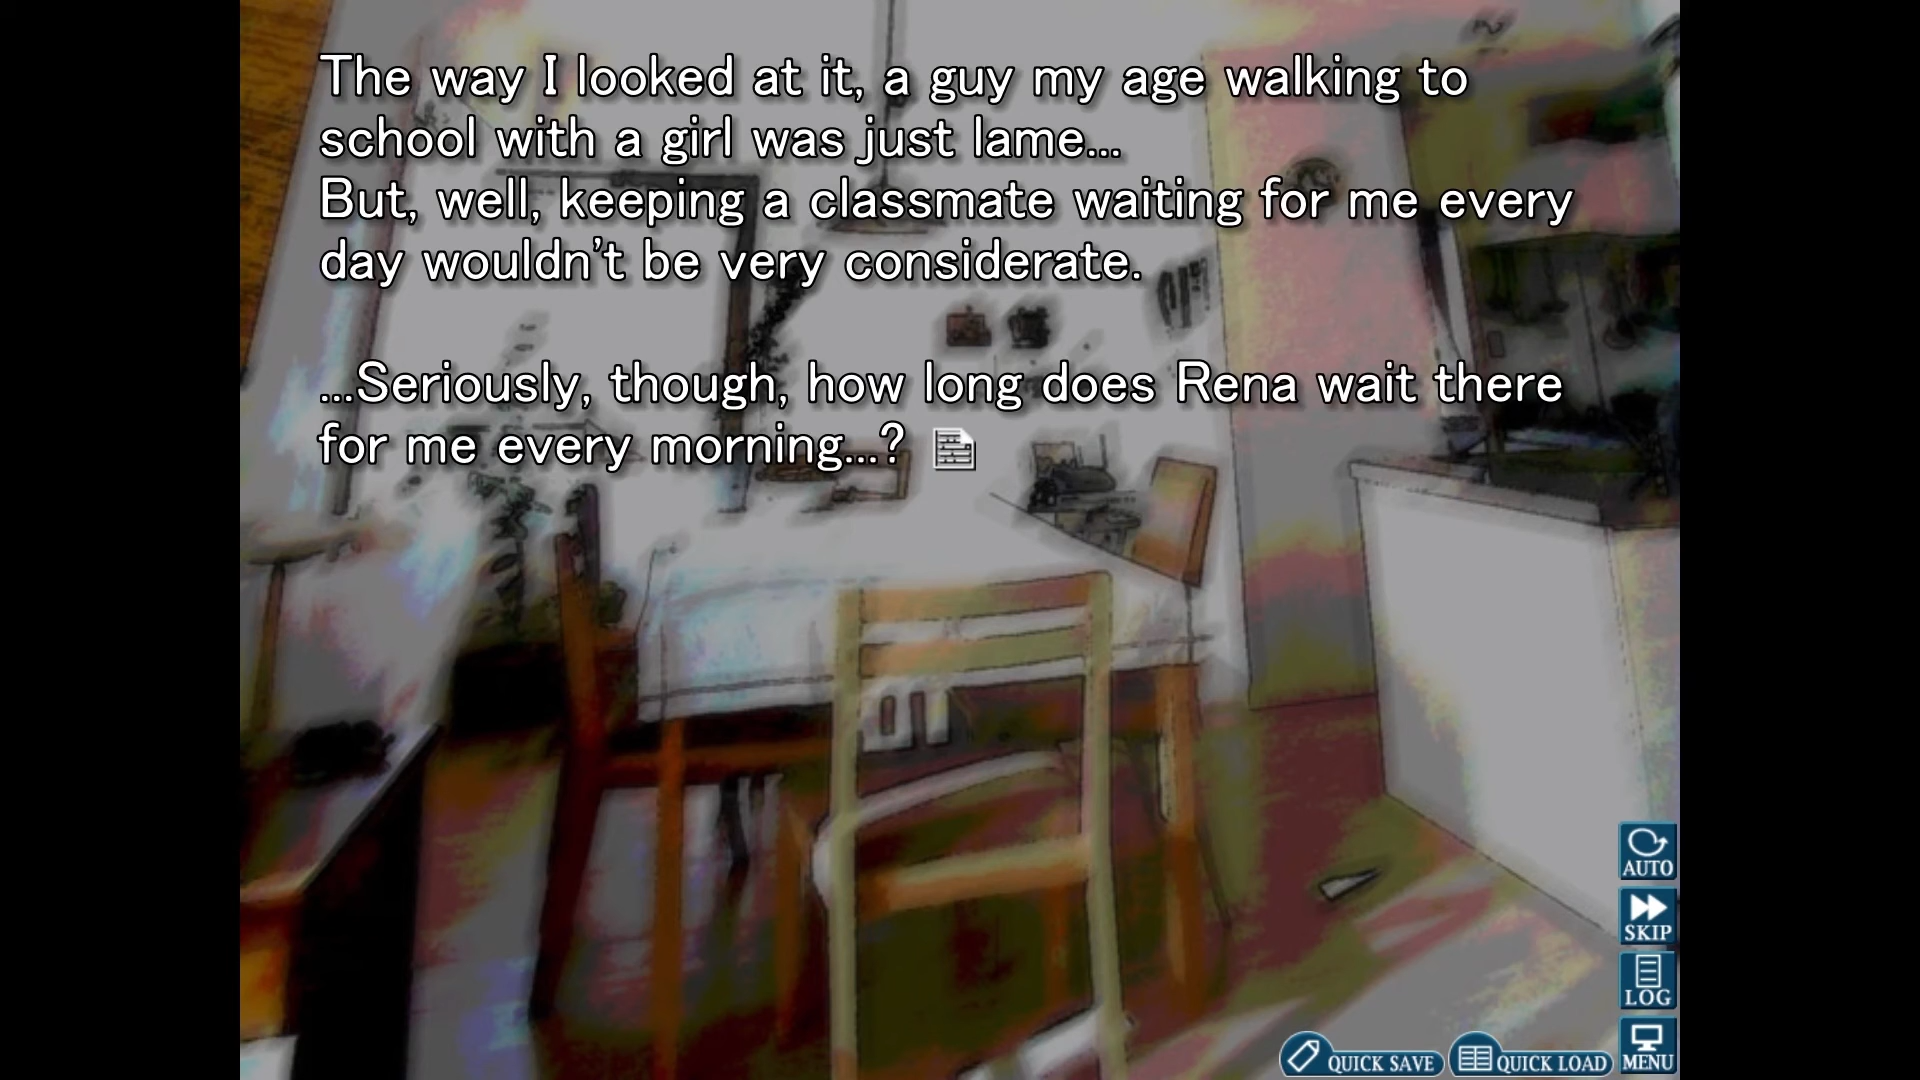 The way I looked at it, a guy my age walking to
school with a girl was just lame...
But, well, keeping a classmate waiting for me every
day wouldn't be very considerate.
...Seriously, though, how long does Rena wait there
for me every morning...?
AUTO
SKIP
LOG
MENU
QUICK SAVE
QUICK LOAD